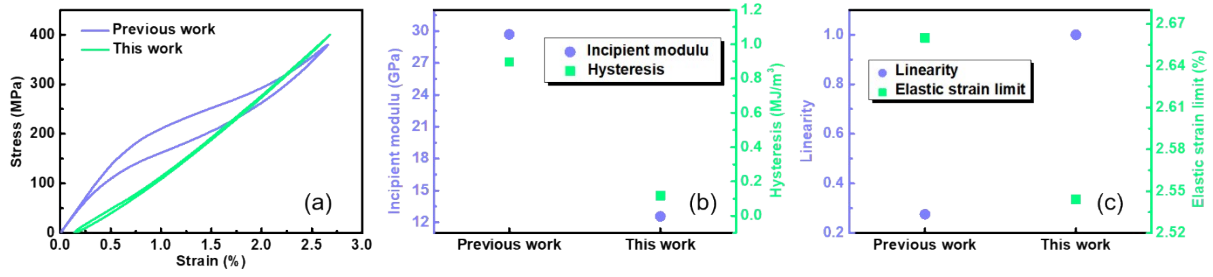 Previous work
This work
400
300
200
100
0
0.0
0.5
1.0
1.5
2.0
2.5
3.0
Stress (MPa)
Strain (%)
(a)
30
27
24
21
18
15
12
Incipient modulu (GPa)
Incipient modulu
Hysteresis
1.2
1.0
0.8
0.6
0.4
0.2
0.0
Hysteresis (MJ/m³)
Previous work
This work
(b)
1.0
0.8
0.6
0.4
0.2
Linearity
Linearity
Elastic strain limit
2.67
2.64
2.61
2.58
2.55
2.52
Elastic strain limit (%)
Previous work
This work
(c)